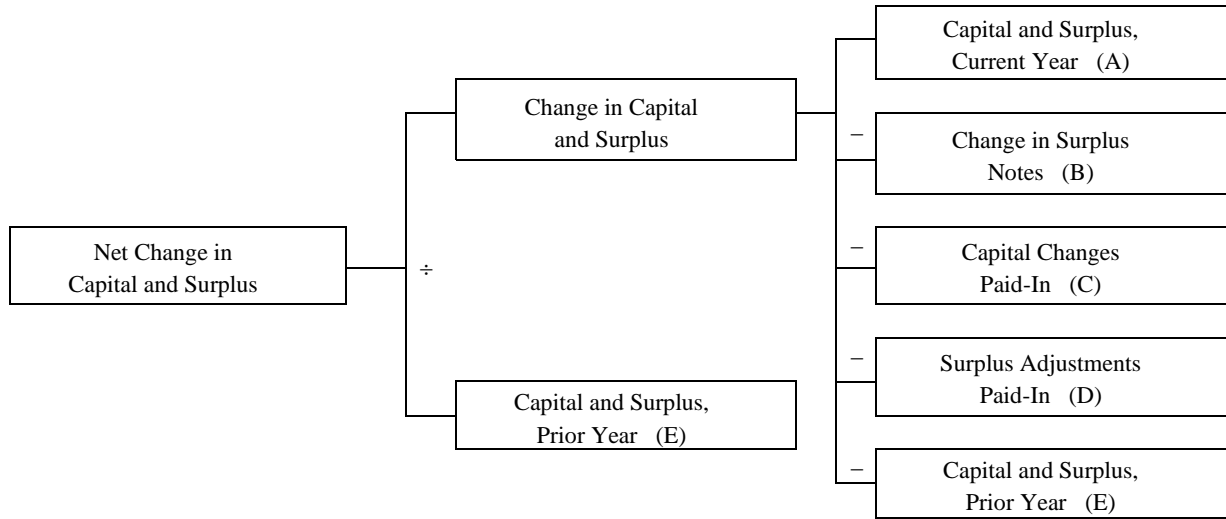 Capital and Surplus,
Current Year (A)
Change in Capital
and Surplus
–
Change in Surplus
Notes (B)
Net Change in
Capital and Surplus
÷
–
Capital Changes
Paid-In (C)
–
Surplus Adjustments
Paid-In (D)
Capital and Surplus,
Prior Year (E)
–
Capital and Surplus,
Prior Year (E)